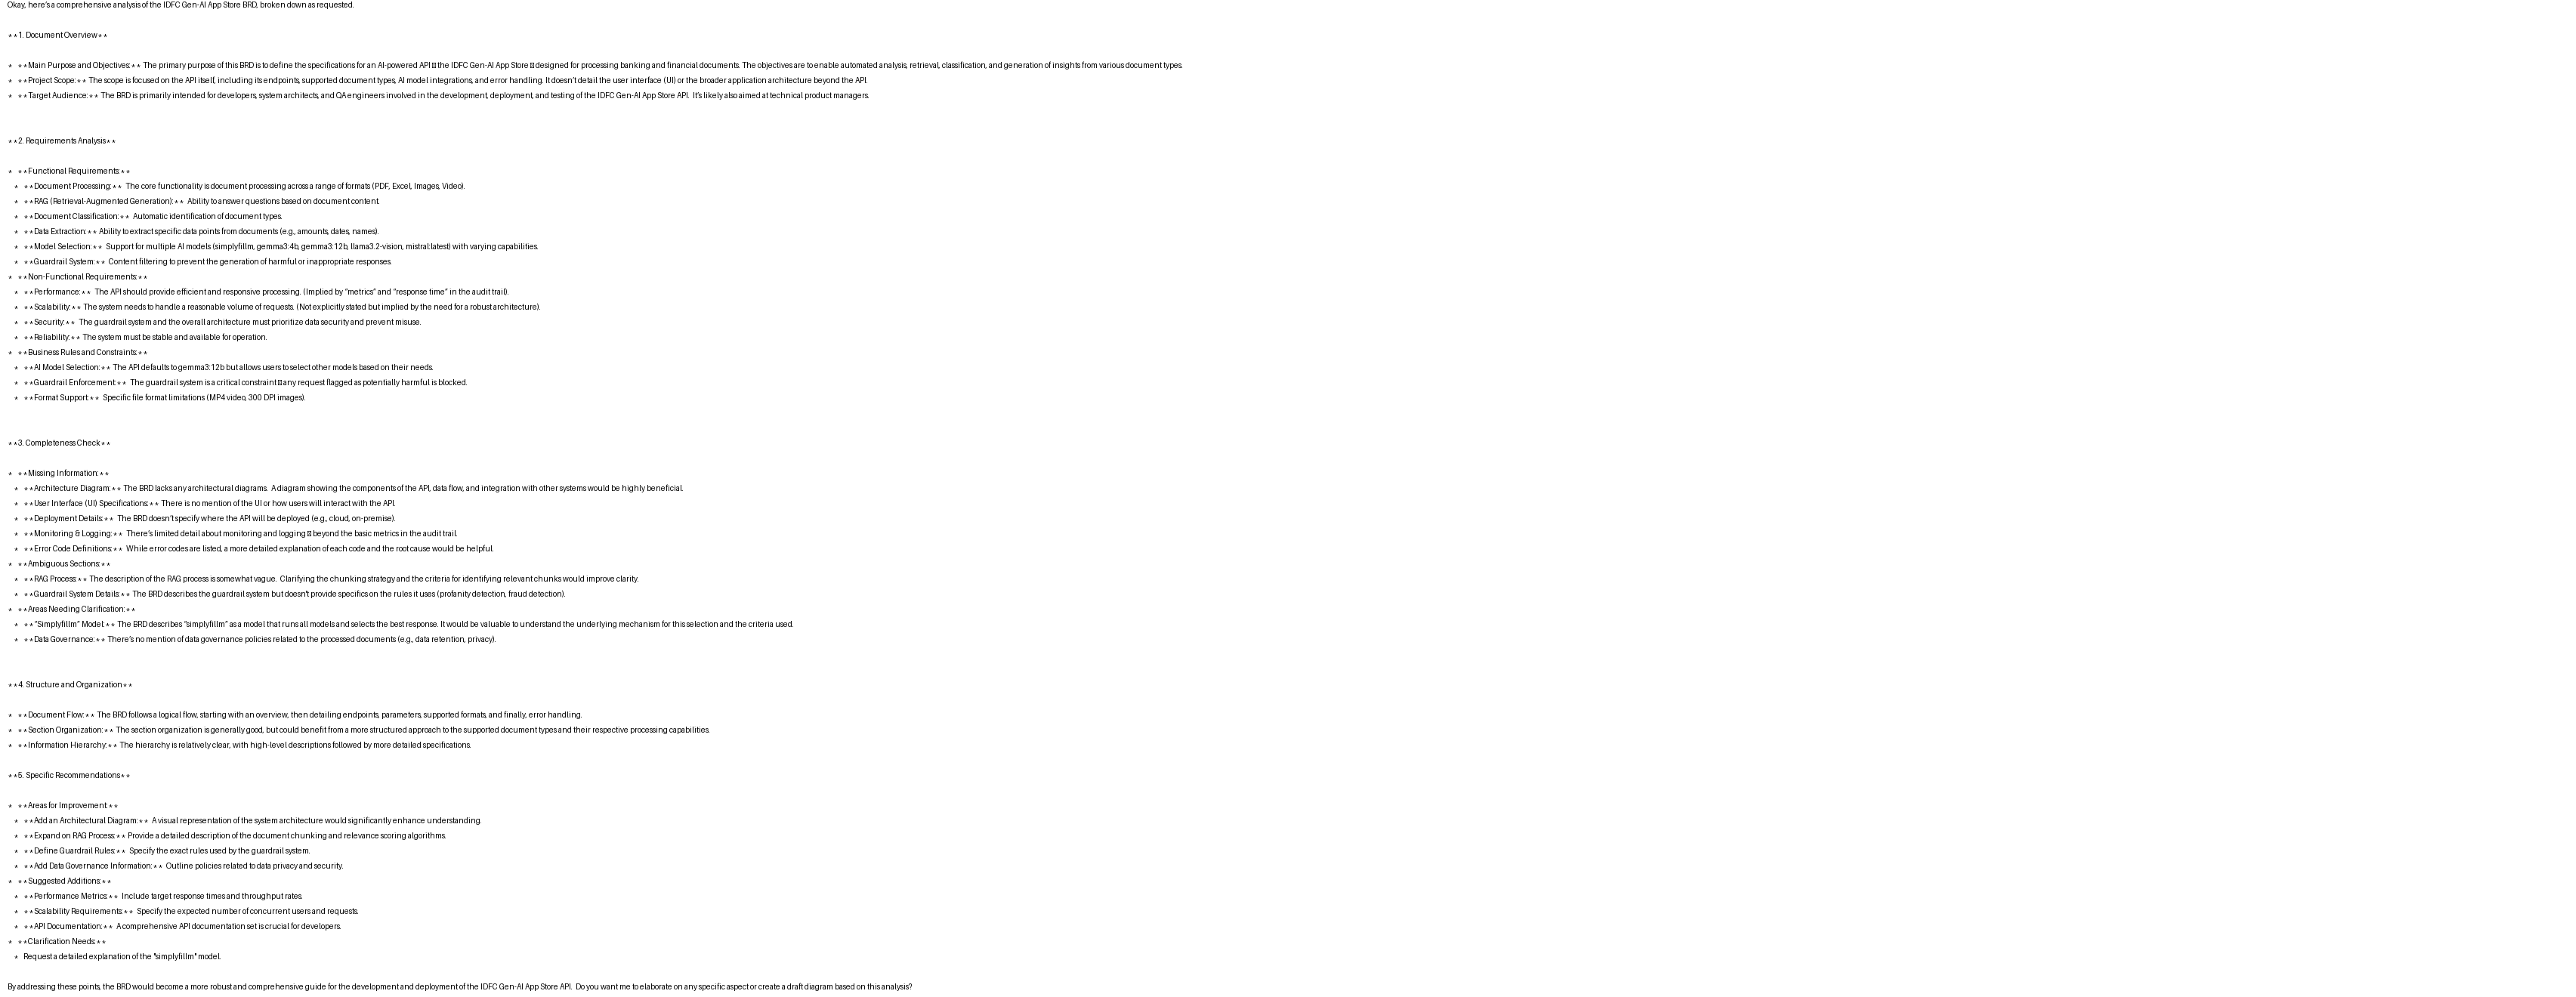 Okay, here's a comprehensive analysis of the IDFC Gen-AI App Store BRD, broken down as requested.
**1. Document Overview**
* **Main Purpose and Objectives:** The primary purpose of this BRD is to define the specifications for an AI-powered API – the IDFC Gen-AI App Store – designed for processing banking and financial documents. The objectives are to enable automated analysis, retrieval, classification, and generation of insights from various document types.
* **Project Scope:** The scope is focused on the API itself, including its endpoints, supported document types, AI model integrations, and error handling. It doesn't detail the user interface (UI) or the broader application architecture beyond the API.
* **Target Audience:** The BRD is primarily intended for developers, system architects, and QA engineers involved in the development, deployment, and testing of the IDFC Gen-AI App Store API. It's likely also aimed at technical product managers.
**2. Requirements Analysis**
* **Functional Requirements:**
* **Document Processing:** The core functionality is document processing across a range of formats (PDF, Excel, Images, Video).
* **RAG (Retrieval-Augmented Generation):** Ability to answer questions based on document content.
* **Document Classification:** Automatic identification of document types.
* **Data Extraction:** Ability to extract specific data points from documents (e.g., amounts, dates, names).
* **Model Selection:** Support for multiple AI models (simplyfillm, gemma3:4b, gemma3:12b, llama3.2-vision, mistral:latest) with varying capabilities.
* **Guardrail System:** Content filtering to prevent the generation of harmful or inappropriate responses.
* **Non-Functional Requirements:**
* **Performance:** The API should provide efficient and responsive processing. (Implied by "metrics" and "response time" in the audit trail).
* **Scalability:** The system needs to handle a reasonable volume of requests. (Not explicitly stated but implied by the need for a robust architecture).
* **Security:** The guardrail system and the overall architecture must prioritize data security and prevent misuse.
* **Reliability:** The system must be stable and available for operation.
* **Business Rules and Constraints:**
* **AI Model Selection:** The API defaults to gemma3:12b but allows users to select other models based on their needs.
* **Guardrail Enforcement:** The guardrail system is a critical constraint – any request flagged as potentially harmful is blocked.
* **Format Support:** Specific file format limitations (MP4 video, 300 DPI images).
**3. Completeness Check**
* **Missing Information:**
* **Architecture Diagram:** The BRD lacks any architectural diagrams. A diagram showing the components of the API, data flow, and integration with other systems would be highly beneficial.
* **User Interface (UI) Specifications:** There is no mention of the UI or how users will interact with the API.
* **Deployment Details:** The BRD doesn't specify where the API will be deployed (e.g., cloud, on-premise).
* **Monitoring & Logging:** There's limited detail about monitoring and logging – beyond the basic metrics in the audit trail.
* **Error Code Definitions:** While error codes are listed, a more detailed explanation of each code and the root cause would be helpful.
* **Ambiguous Sections:**
* **RAG Process:** The description of the RAG process is somewhat vague. Clarifying the chunking strategy and the criteria for identifying relevant chunks would improve clarity.
* **Guardrail System Details:** The BRD describes the guardrail system but doesn't provide specifics on the rules it uses (profanity detection, fraud detection).
* **Areas Needing Clarification:**
* **"Simplyfillm" Model:** The BRD describes "simplyfillm" as a model that runs all models and selects the best response. It would be valuable to understand the underlying mechanism for this selection and the criteria used.
* **Data Governance:** There's no mention of data governance policies related to the processed documents (e.g., data retention, privacy).
**4. Structure and Organization**
* **Document Flow:** The BRD follows a logical flow, starting with an overview, then detailing endpoints, parameters, supported formats, and finally, error handling.
* **Section Organization:** The section organization is generally good, but could benefit from a more structured approach to the supported document types and their respective processing capabilities.
* **Information Hierarchy:** The hierarchy is relatively clear, with high-level descriptions followed by more detailed specifications.
**5. Specific Recommendations**
* **Areas for Improvement:**
* **Add an Architectural Diagram:** A visual representation of the system architecture would significantly enhance understanding.
* **Expand on RAG Process:** Provide a detailed description of the document chunking and relevance scoring algorithms.
* **Define Guardrail Rules:** Specify the exact rules used by the guardrail system.
* **Add Data Governance Information:** Outline policies related to data privacy and security.
* **Suggested Additions:**
* **Performance Metrics:** Include target response times and throughput rates.
* **Scalability Requirements:** Specify the expected number of concurrent users and requests.
* **API Documentation:** A comprehensive API documentation set is crucial for developers.
* **Clarification Needs:**
* Request a detailed explanation of the "simplyfillm" model.
By addressing these points, the BRD would become a more robust and comprehensive guide for the development and deployment of the IDFC Gen-AI App Store API. Do you want me to elaborate on any specific aspect or create a draft diagram based on this analysis?